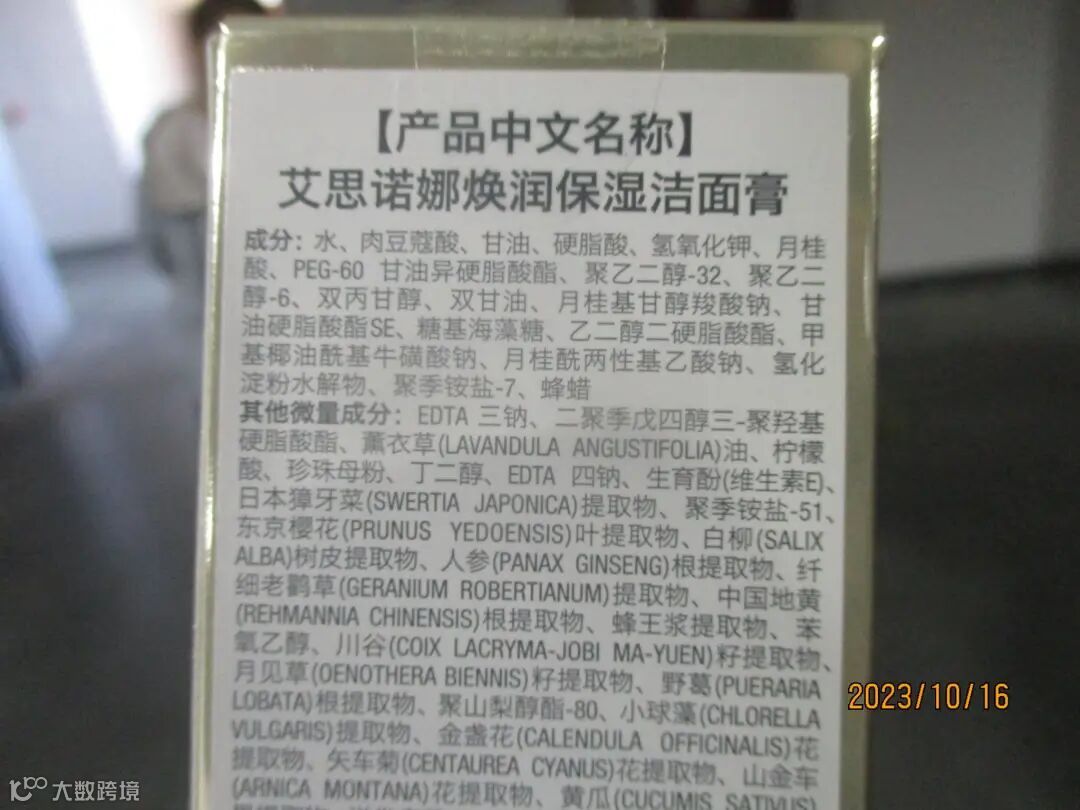 【产品中文名称】
艾思诺娜焕润保湿洁面膏
成分：水、肉豆蔻酸、甘油、硬脂酸、氢氧化钾、月桂
酸、PEG-60 甘油异硬脂酸酯、聚乙二醇-32、聚乙二
醇-6、双丙甘醇、双甘油、月桂基甘醇羧酸钠、甘
油硬脂酸酯SE、糖基海藻糖、乙二醇二硬脂酸酯、甲
基椰油酰基牛磺酸钠、月桂酰两性基乙酸钠、氢化
淀粉水解物、聚季铵盐-7、蜂蜡
其他微量成分：EDTA 三钠、二聚季戊四醇三-聚羟基
硬脂酸酯、薰衣草(LAVANDULA ANGUSTIFOLIA)油、柠檬
酸、珍珠母粉、丁二醇、EDTA 四钠、生育酚(维生素E)、
日本獐牙菜(SWERTIA JAPONICA)提取物、聚季铵盐-51、
东京樱花(PRUNUS YEDOENSIS)叶提取物、白柳(SALIX
ALBA)树皮提取物、人参(PANAX GINSENG)根提取物、纤
细老鹳草(GERANIUM ROBERTIANUM)提取物、中国地黄
(REHMANNIA CHINENSIS)根提取物、蜂王浆提取物、苯
氧乙醇、川谷(COIX LACRYMA-JOBI MA-YUEN)籽提取物、
月见草(OENOTHERA BIENNIS)籽提取物、野葛(PUERARIA
LOBATA)根提取物、聚山梨醇酯-80、小球藻(CHLORELLA
VULGARIS)提取物、金盏花(CALENDULA OFFICINALIS)花
提取物、矢车菊(CENTAUREA CYANUS)花提取物、山金车
(ARNICA MONTANA)花提取物、黄瓜(CUCUMIS SATIVUS)
2023/10/16
大数跨境